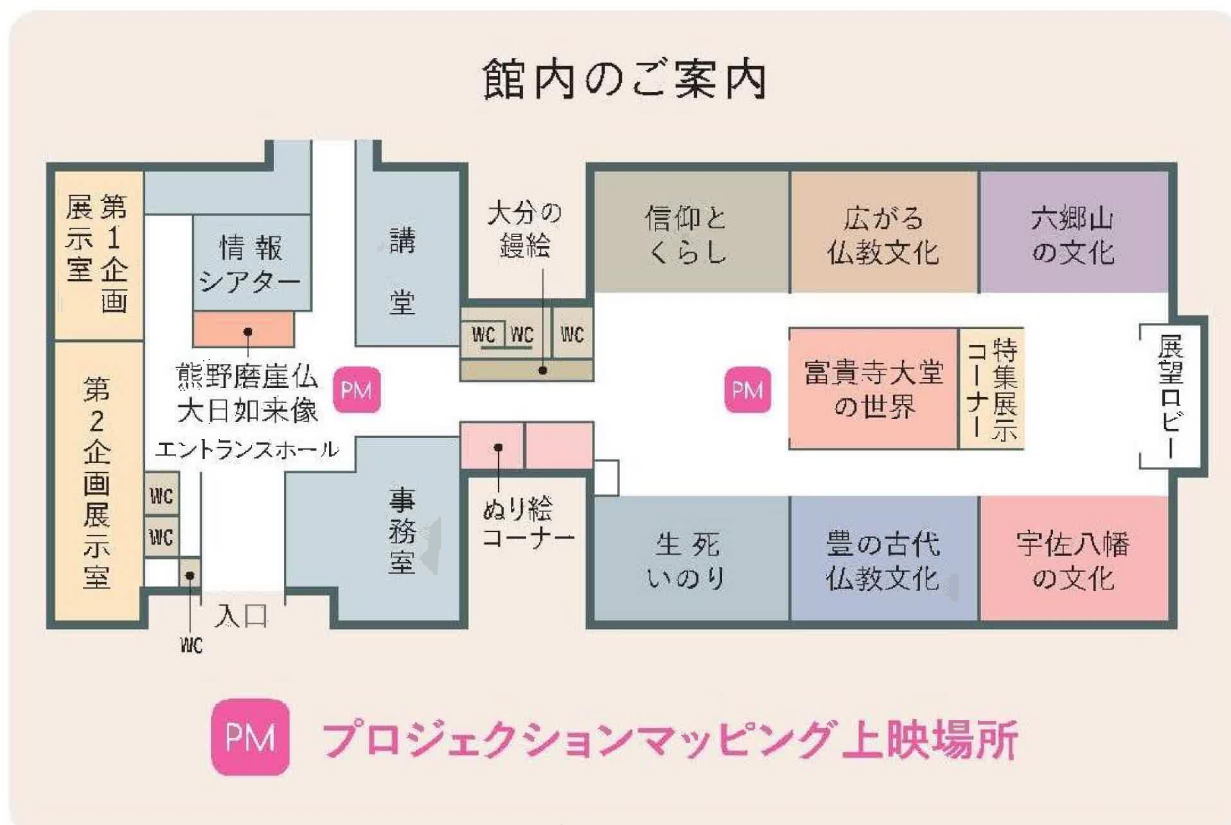 館内のご案内
第1企画
展示室
情報
シアター
講堂
大分の
鏝絵
信仰と
くらし
広がる
仏教文化
六郷山
の文化
WC
WC
WC
熊野磨崖仏
大日如来像
PM
PM
富貴寺大堂
の世界
特集展示
コーナー
展望ロビー
第2企画展示室
エントランスホール
WC
WC
事務室
ぬり絵
コーナー
生死
いのり
豊の古代
仏教文化
宇佐八幡
の文化
入口
WC
PM プロジェクションマッピング上映場所